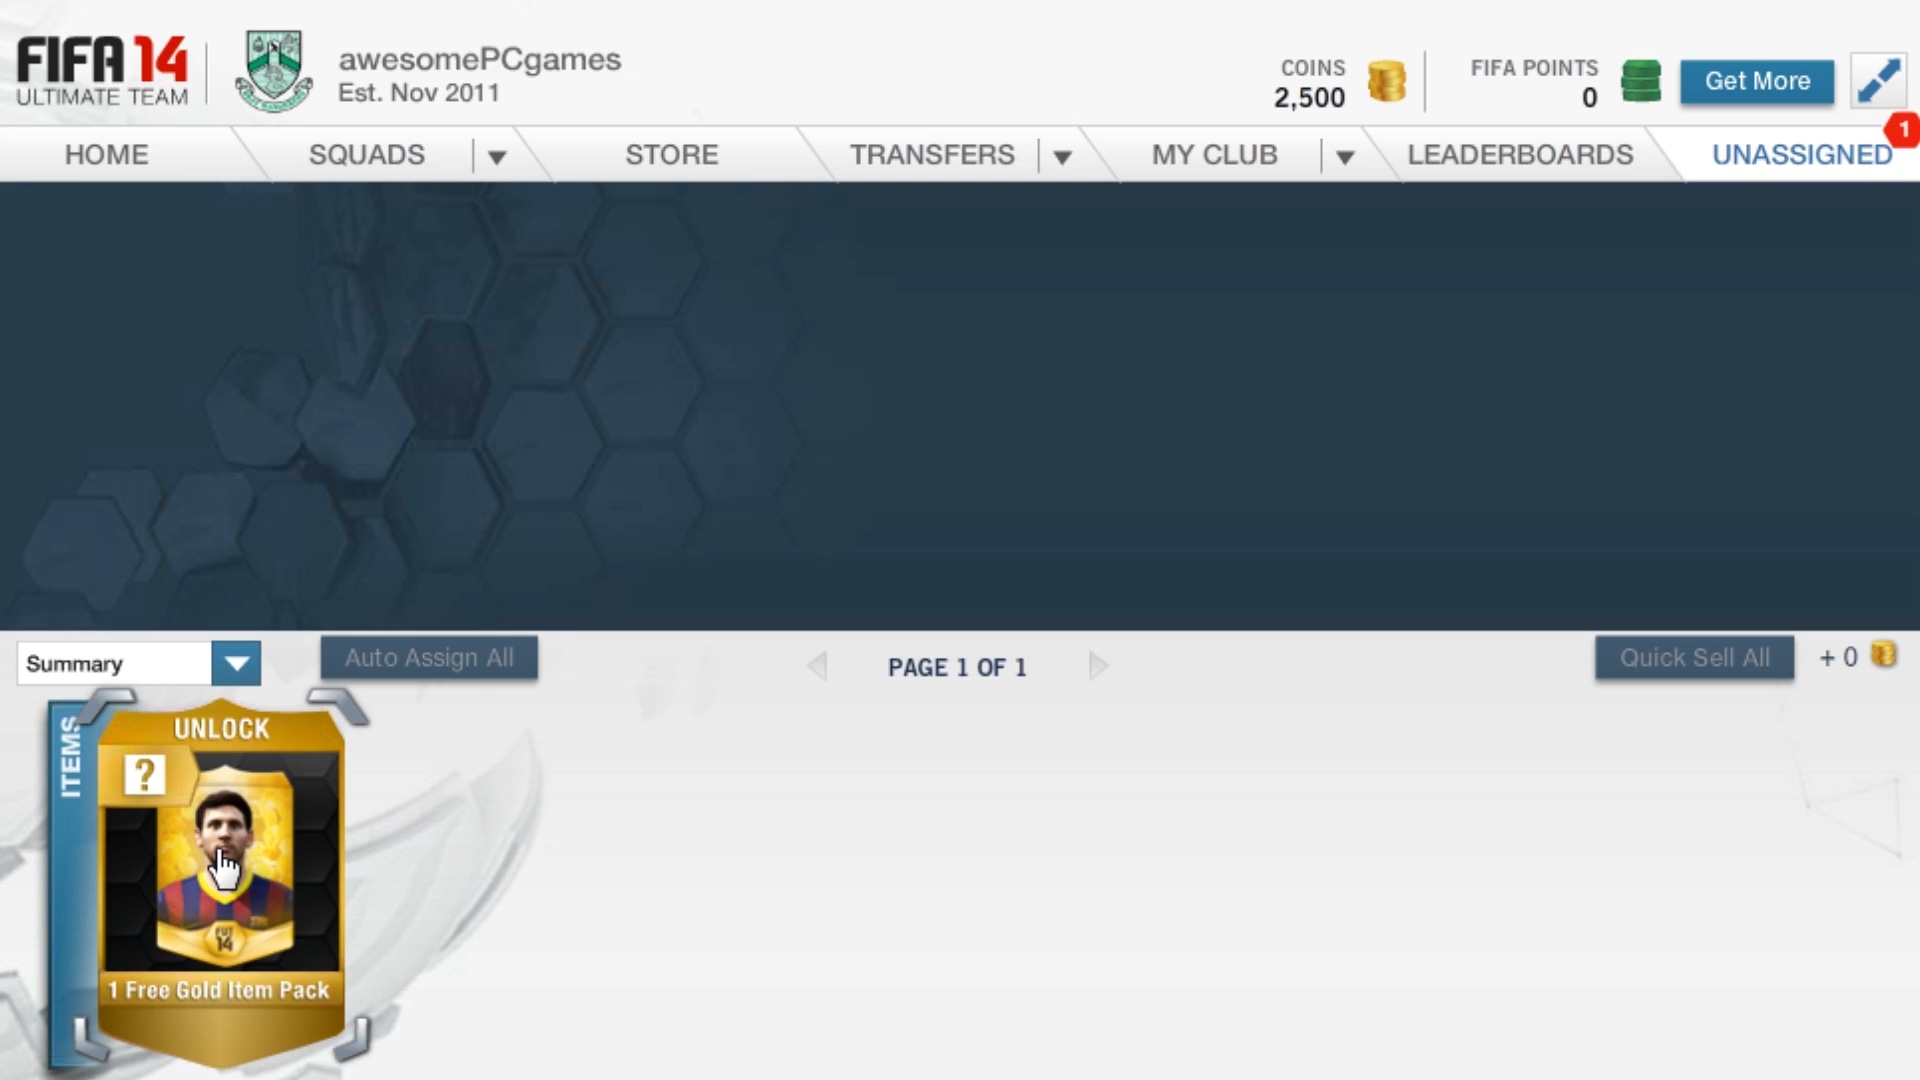 FIFA 14
ULTIMATE TEAM
awesomePCgames
Est. Nov 2011
COINS
2,500
FIFA POINTS
0
Get More
HOME
SQUADS
STORE
TRANSFERS
MY CLUB
LEADERBOARDS
UNASSIGNED
1
Summary
Auto Assign All
PAGE 1 OF 1
Quick Sell All
+ 0
ITEMS
UNLOCK
?
FUT
14
1 Free Gold Item Pack